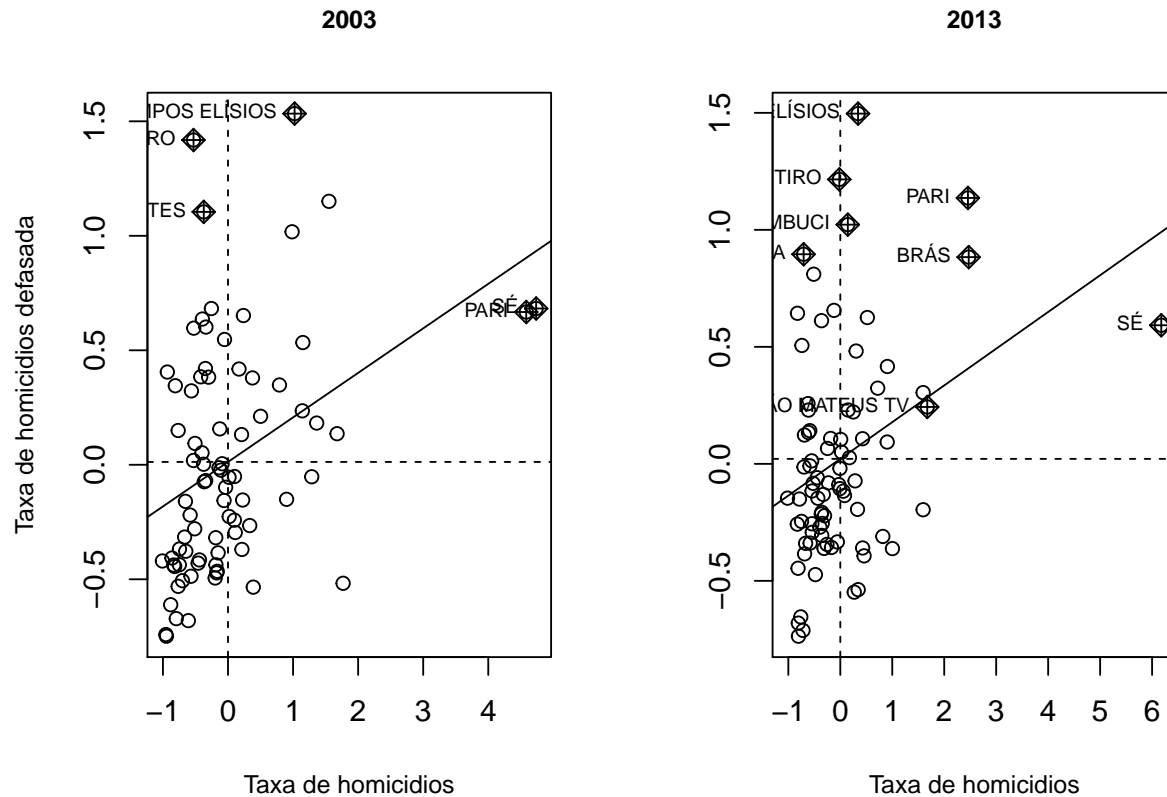 2003
2013
IPOS ELÍSIOS
RO
TES
PARI
SÉ
ELÍSIOS
TIRO
MBUCI
A
PARI
BRÁS
SÉ
ÃO MATEUS TV
Taxa de homicidios defasada
1.5
1.0
0.5
0.0
−0.5
−1 0 1 2 3 4
Taxa de homicidios
1.5
1.0
0.5
0.0
−0.5
−1 0 1 2 3 4 5 6
Taxa de homicidios